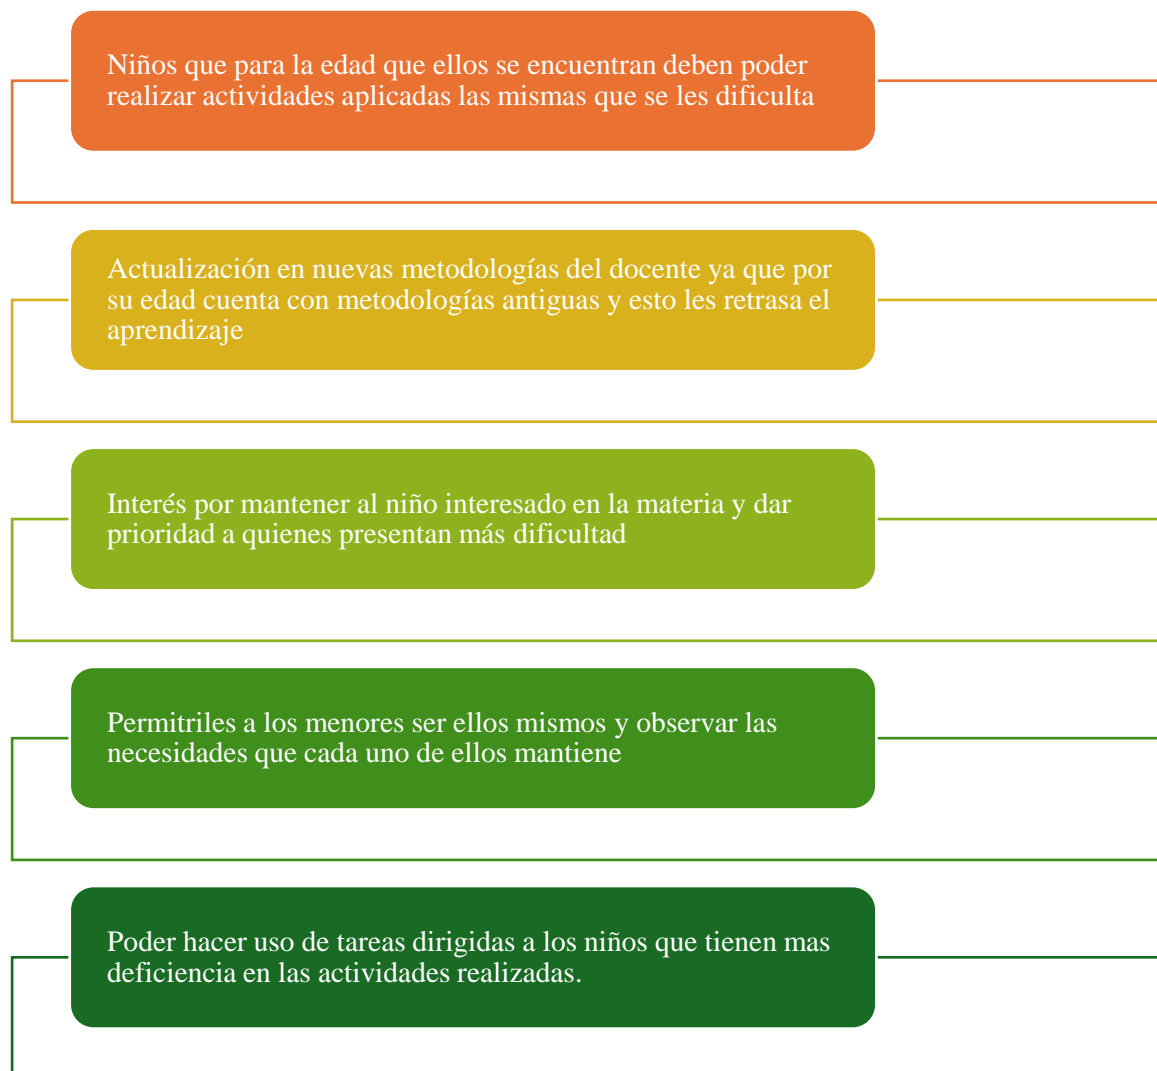 Niños que para la edad que ellos se encuentran deben poder
realizar actividades aplicadas las mismas que se les dificulta
Actualización en nuevas metodologías del docente ya que por
su edad cuenta con metodologías antiguas y esto les retrasa el
aprendizaje
Interés por mantener al niño interesado en la materia y dar
prioridad a quienes presentan más dificultad
Permitriles a los menores ser ellos mismos y observar las
necesidades que cada uno de ellos mantiene
Poder hacer uso de tareas dirigidas a los niños que tienen mas
deficiencia en las actividades realizadas.